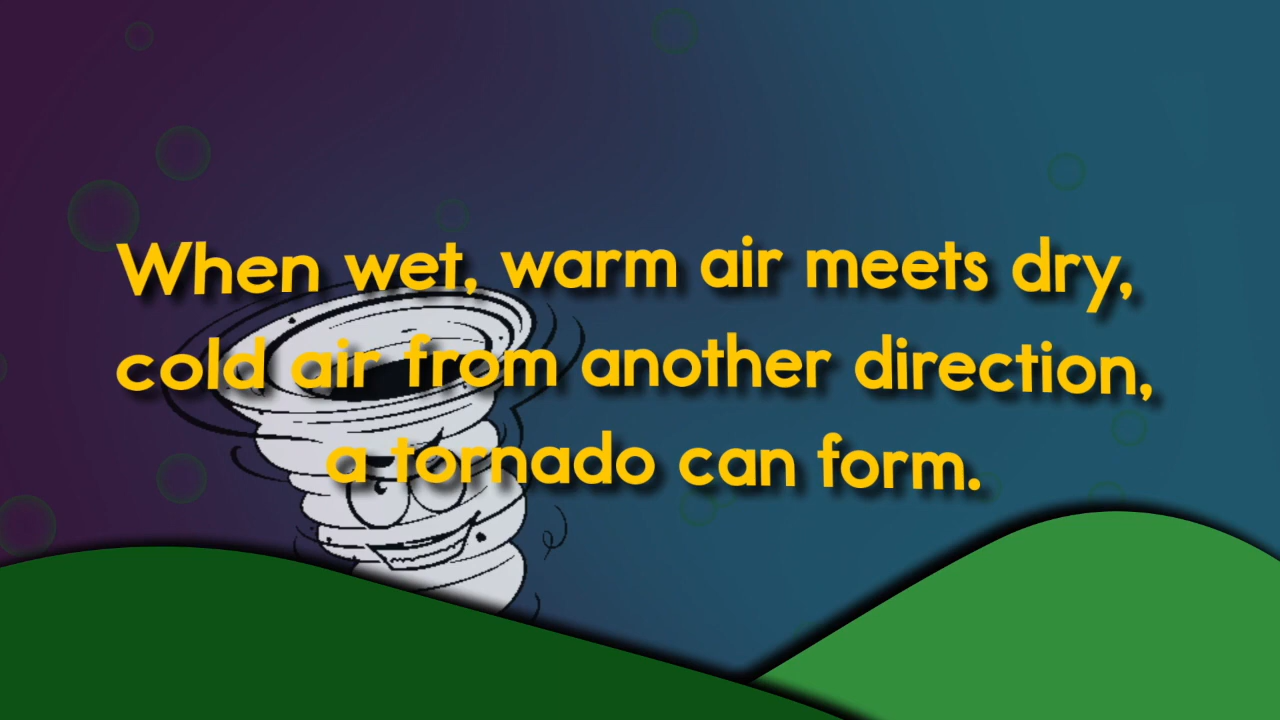 When wet, warm air meets dry,
cold air from another direction,
a tornado can form.